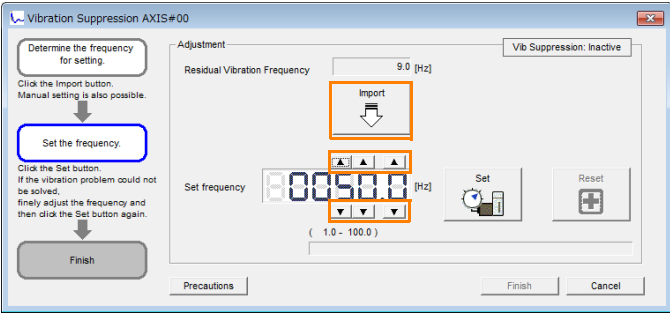 Vibration Suppression AXIS#00
Determine the frequency
for setting.
Click the Import button.
Manual setting is also possible.
Set the frequency.
Click the Set button.
If the vibration problem could not
be solved,
finely adjust the frequency and
then click the Set button again.
Finish
Adjustment
Vib Suppression: Inactive
Residual Vibration Frequency
9.0 [Hz]
Import
Set frequency
0050.0 [Hz]
( 1.0 - 100.0 )
Set
Reset
Precautions
Finish
Cancel